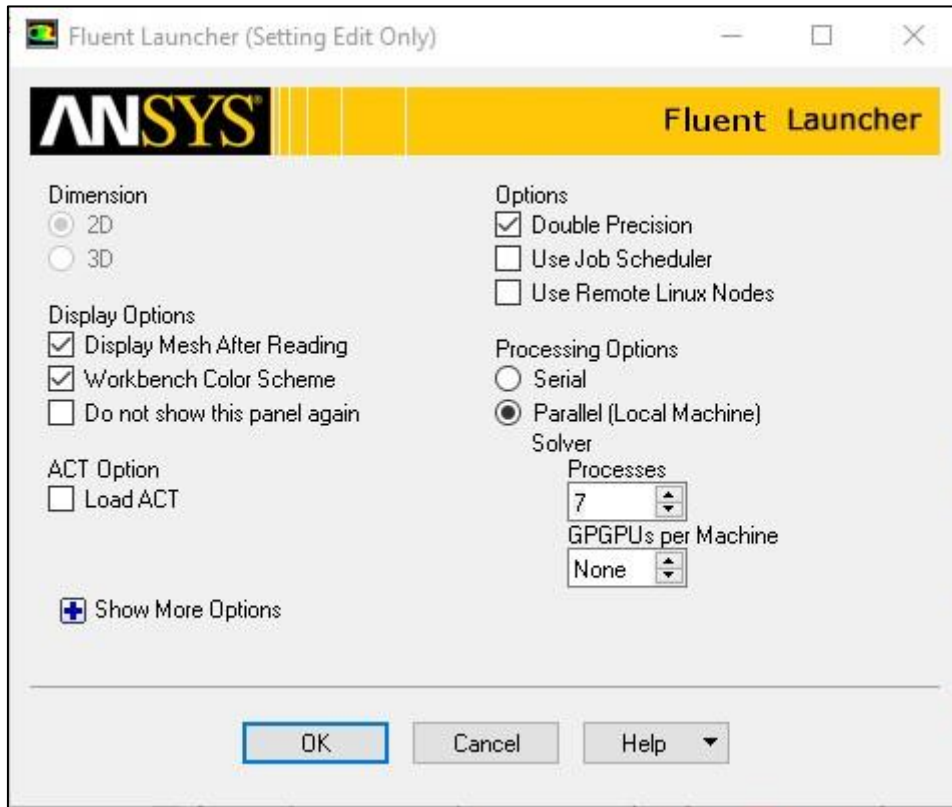 Fluent Launcher (Setting Edit Only)
ANSYS®
Fluent Launcher
Dimension
2D
3D
Display Options
Display Mesh After Reading
Workbench Color Scheme
Do not show this panel again
ACT Option
Load ACT
Show More Options
Options
Double Precision
Use Job Scheduler
Use Remote Linux Nodes
Processing Options
Serial
Parallel (Local Machine)
Solver
Processes
7
GPGPUs per Machine
None
OK
Cancel
Help